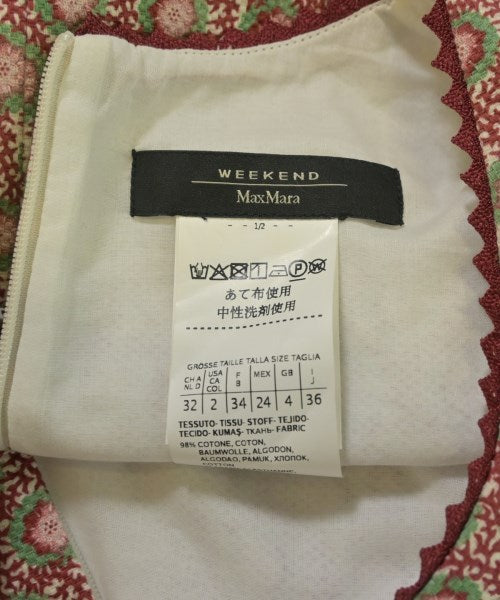 WEEKEND
MaxMara
- - 1/2 - -
P W
あて布使用
中性洗剤使用
GROSSE TAILLE TALLA SIZE TAGLIA
CH A NL D USA CA COL F B MEX GB I J
32 2 34 24 4 36
TESSUTO- TISSU- STOFF- TEJIDO-
TECIDO- KUMAŞ- ТКАНЬ- FABRIC
98% COTONE, COTON,
BAUMWOLLE, ALGODON,
ALGODAO, PAMUK, ХЛОПОК,
COTTON